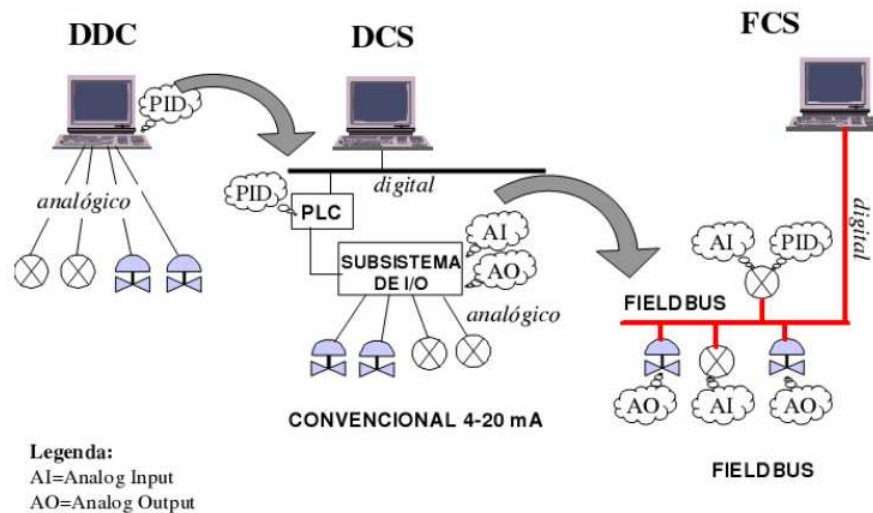 DDC
DCS
FCS
PID
analógico
PID
PLC
digital
SUBSISTEMA
DE I/O
AI
AO
analógico
CONVENCIONAL 4-20 mA
digital
AI
PID
FIELDBUS
AO
AI
AO
FIELDBUS
Legenda:
AI=Analog Input
AO=Analog Output